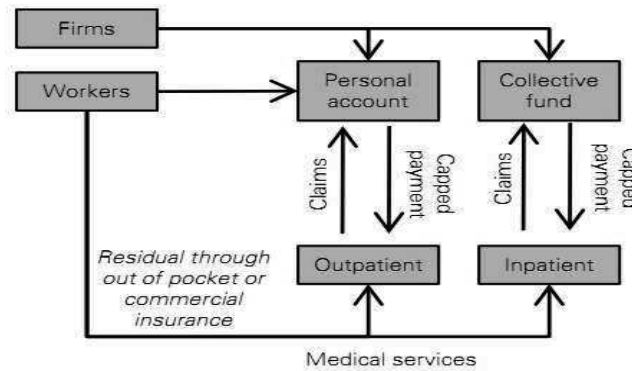 Firms
Workers
Personal
account
Collective
fund
Claims
Capped
payment
Claims
Capped
payment
Residual through
out of pocket or
commercial
insurance
Outpatient
Inpatient
Medical services